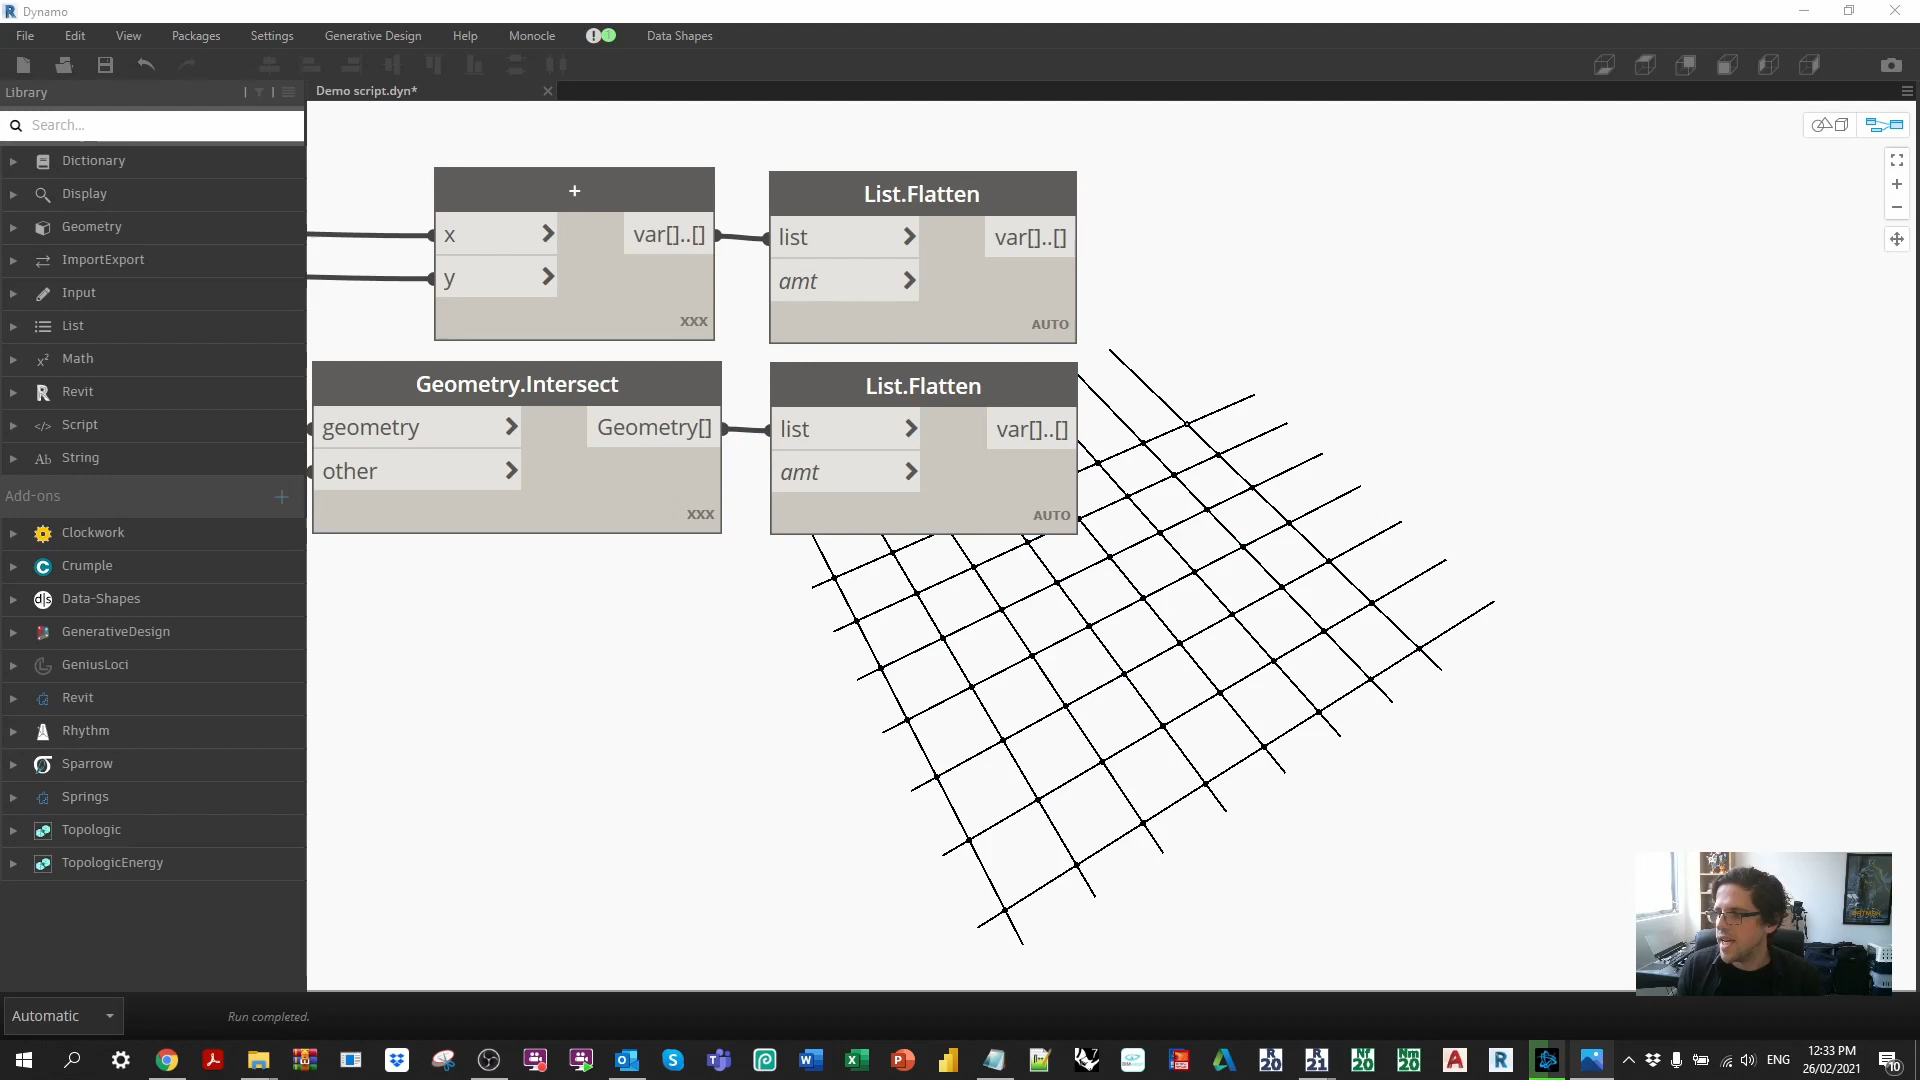 Dynamo
File Edit View Packages Settings Generative Design Help Monocle ! 1 Data Shapes
Library
Demo script.dyn*
Search...
Dictionary
Display
Geometry
ImportExport
Input
List
Math
Revit
Script
String
Add-ons
Clockwork
Crumple
Data-Shapes
GenerativeDesign
GeniusLoci
Revit
Rhythm
Sparrow
Springs
Topologic
TopologicEnergy
+
x
var[]..[]
y
XXX
List.Flatten
list
var[]..[]
amt
AUTO
Geometry.Intersect
geometry
Geometry[]
other
XXX
List.Flatten
list
var[]..[]
amt
AUTO
BATMAN
Automatic
Run completed.
ENG
12:33 PM
26/02/2021
10